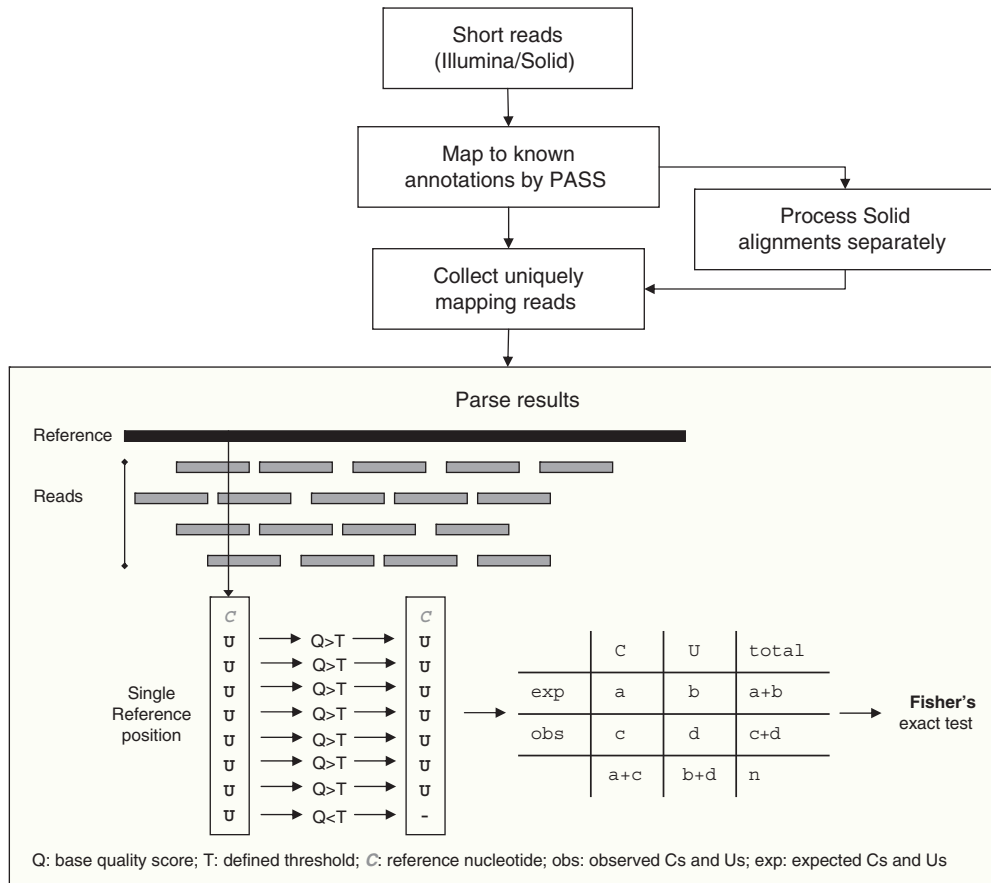 Short reads
(Illumina/Solid)
Map to known
annotations by PASS
Process Solid
alignments separately
Collect uniquely
mapping reads
Parse results
Reference
Reads
Single
Reference
position
C
U
U
U
U
U
U
U
U
Q>T
Q>T
Q>T
Q>T
Q>T
Q>T
Q>T
Q<T
C
U
U
U
U
U
U
U
-
C U total
exp a b a+b
obs c d c+d
a+c b+d n
Fisher's
exact test
Q: base quality score; T: defined threshold; C: reference nucleotide; obs: observed Cs and Us; exp: expected Cs and Us